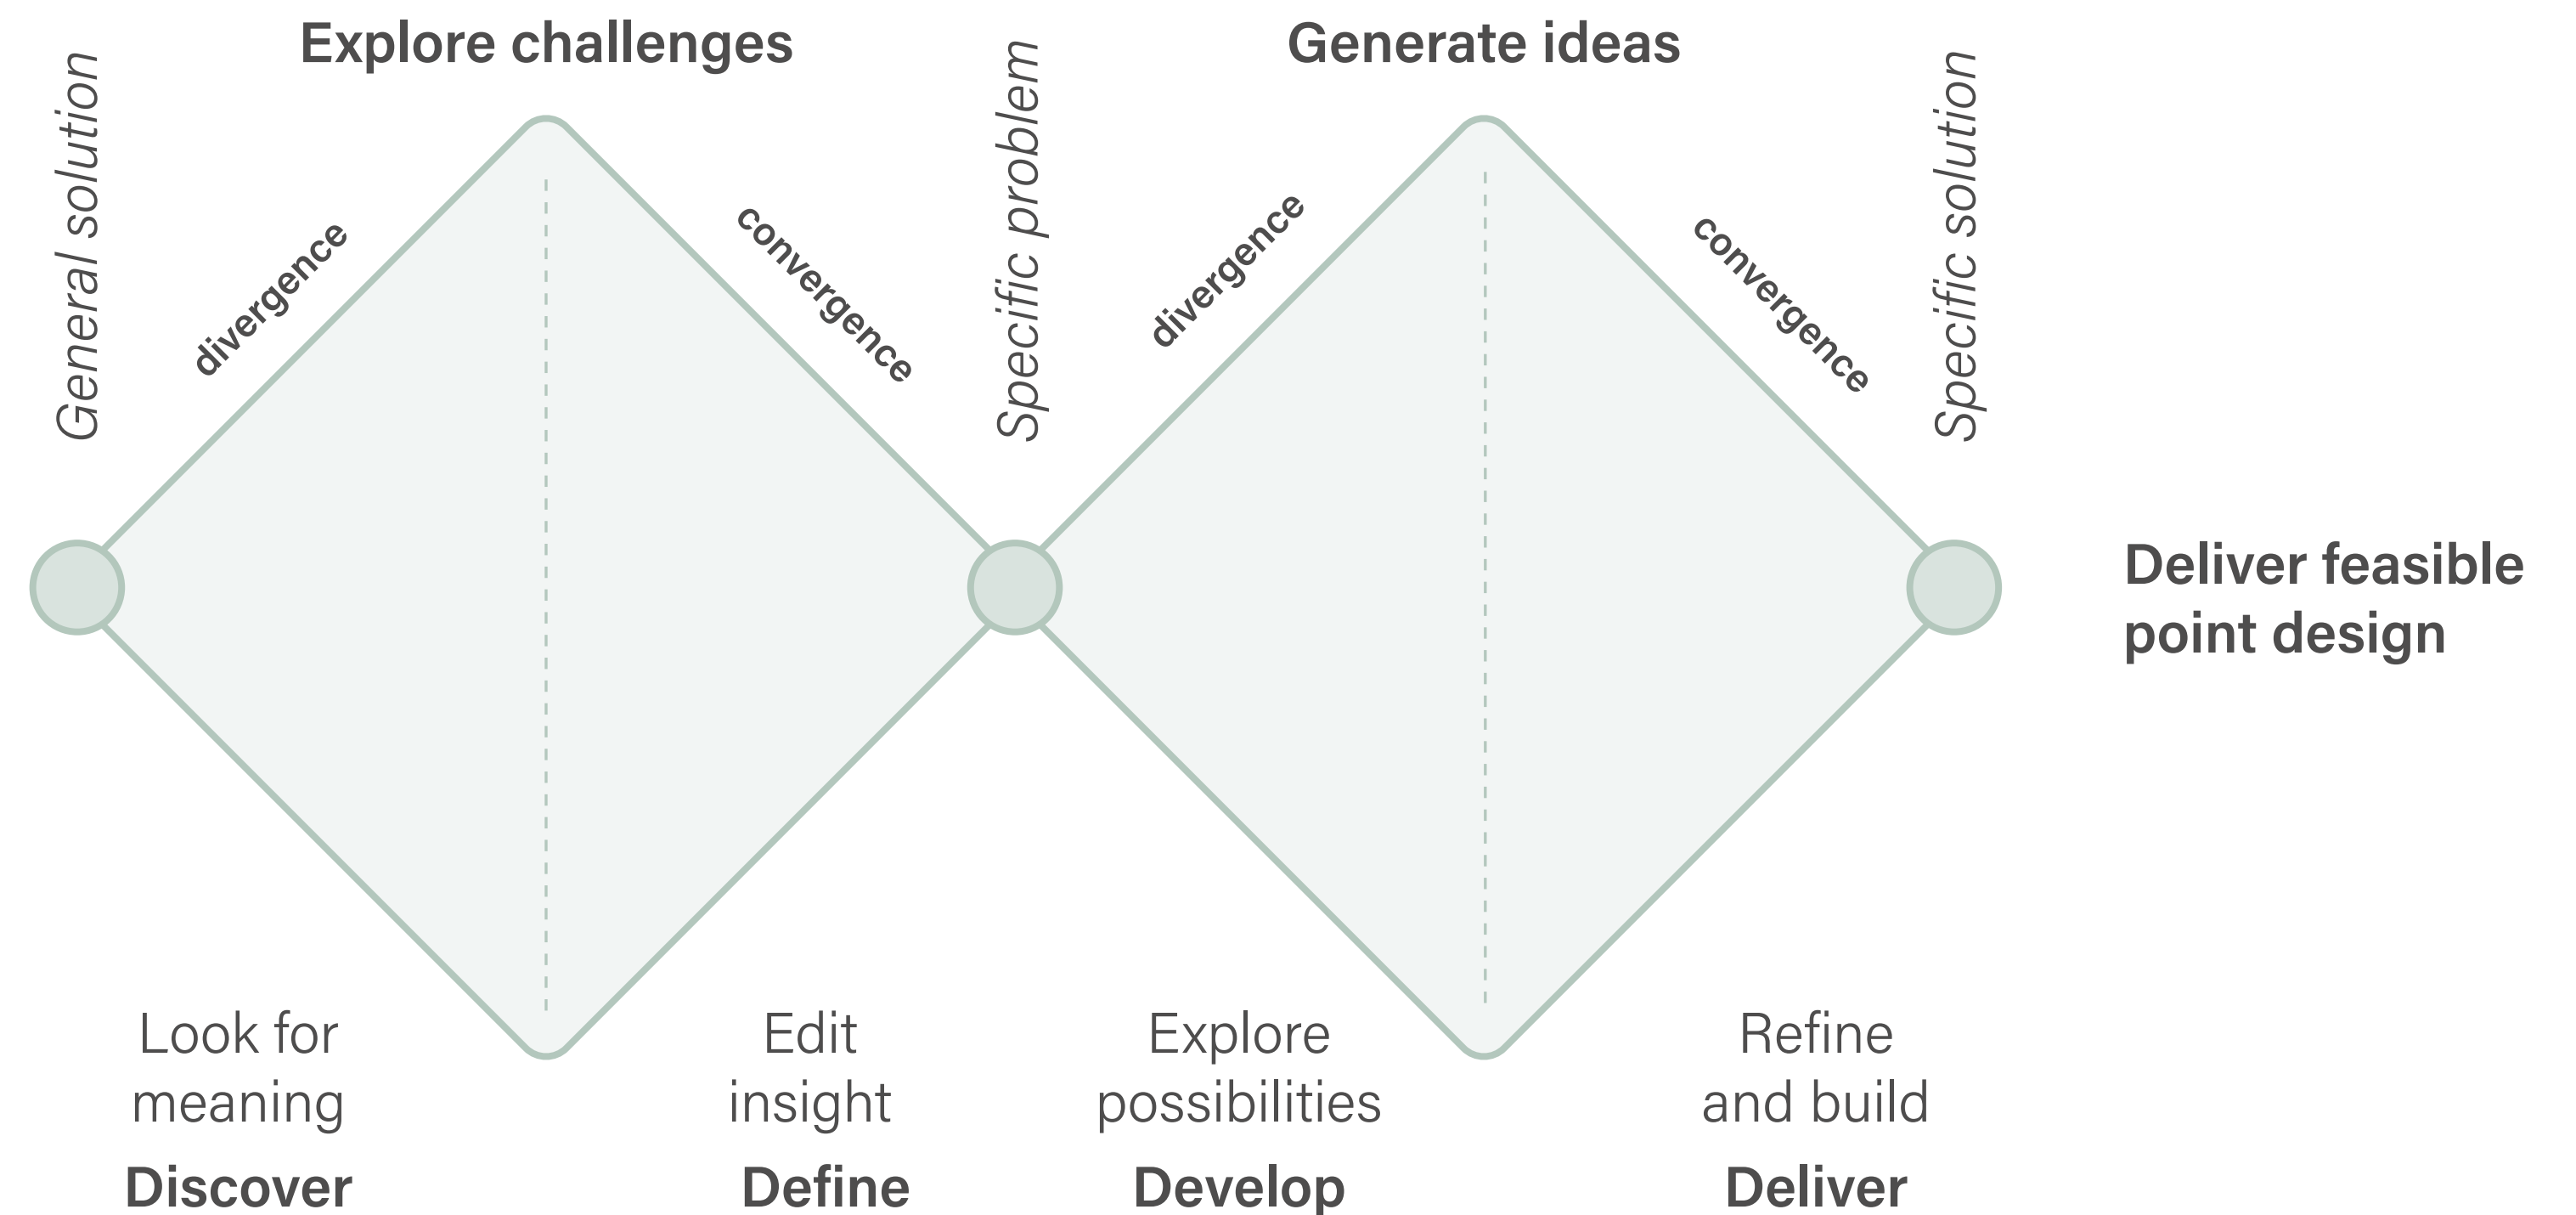 Explore challenges
Generate ideas
General solution
divergence
convergence
Specific problem
divergence
convergence
Specific solution
Deliver feasible
point design
Look for
meaning
Discover
Edit
insight
Define
Explore
possibilities
Develop
Refine
and build
Deliver